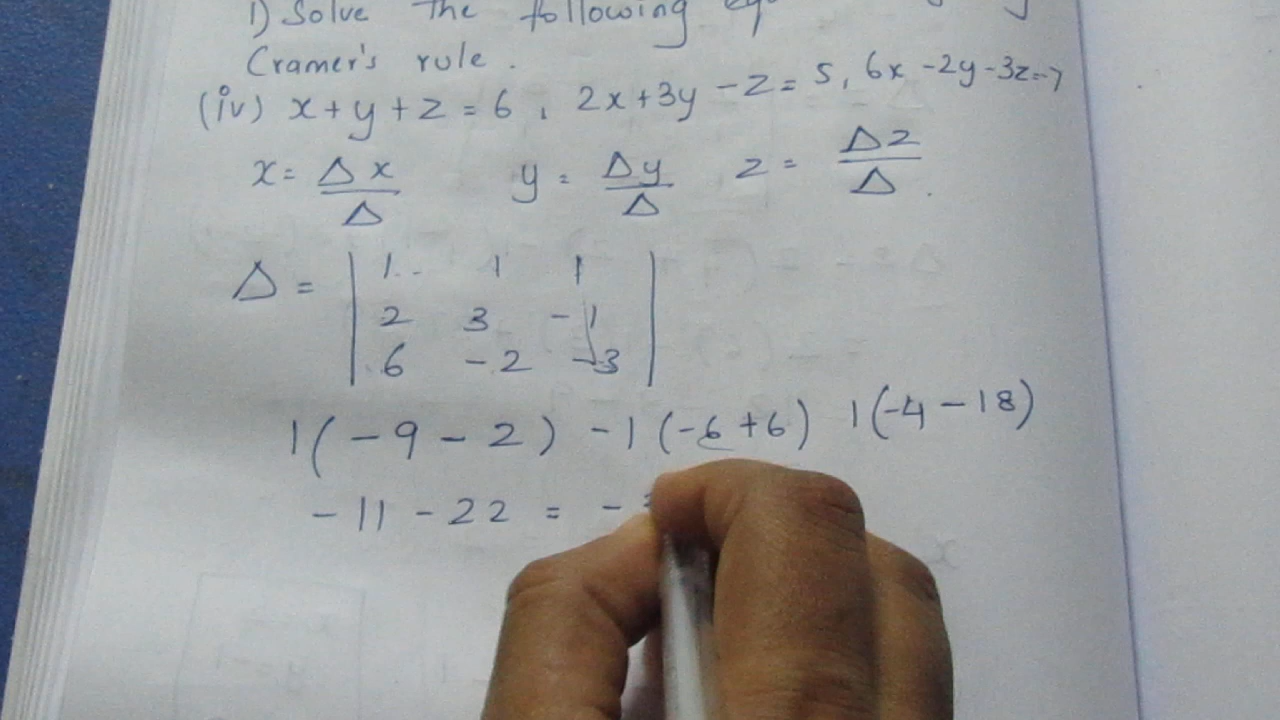 1) Solve the following
Cramer's rule.
(iv) x+y+z=6, 2x+3y-z=5, 6x-2y-3z=-7
x = Δx/Δ y = Δy/Δ z = Δz/Δ.
Δ = | 1 1 1 |
| 2 3 -1 |
| 6 -2 -3 |
1(-9-2) -1(-6+6) 1(-4-18)
-11-22 = -